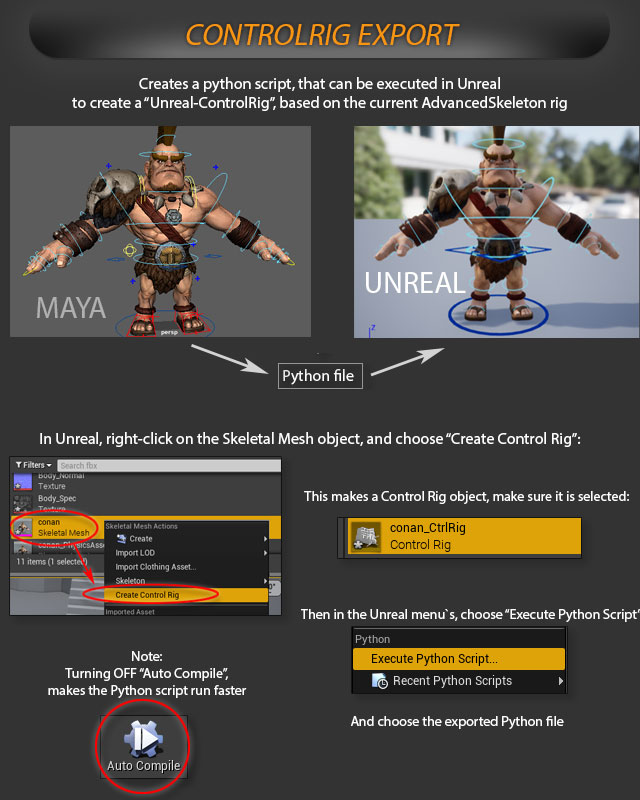 CONTROLRIG EXPORT
Creates a python script, that can be executed in Unreal
to create a "Unreal-ControlRig", based on the current AdvancedSkeleton rig
MAYA
persp
UNREAL
z
Python file
In Unreal, right-click on the Skeletal Mesh object, and choose "Create Control Rig":
Filters
Search fbx
Body_Normal
Texture
Body_Spec
Texture
conan
Skeletal Mesh
conan_PhysicsAsse
11 items (1 selected)
Skeletal Mesh Actions
Create
Import LOD
Import Clothing Asset...
Skeleton
Create Control Rig
Imported Asset
0°
This makes a Control Rig object, make sure it is selected:
conan_CtrlRig
Control Rig
Then in the Unreal menu`s, choose "Execute Python Script"
Python
Execute Python Script...
Recent Python Scripts
And choose the exported Python file
Note:
Turning OFF "Auto Compile",
makes the Python script run faster
Auto Compile